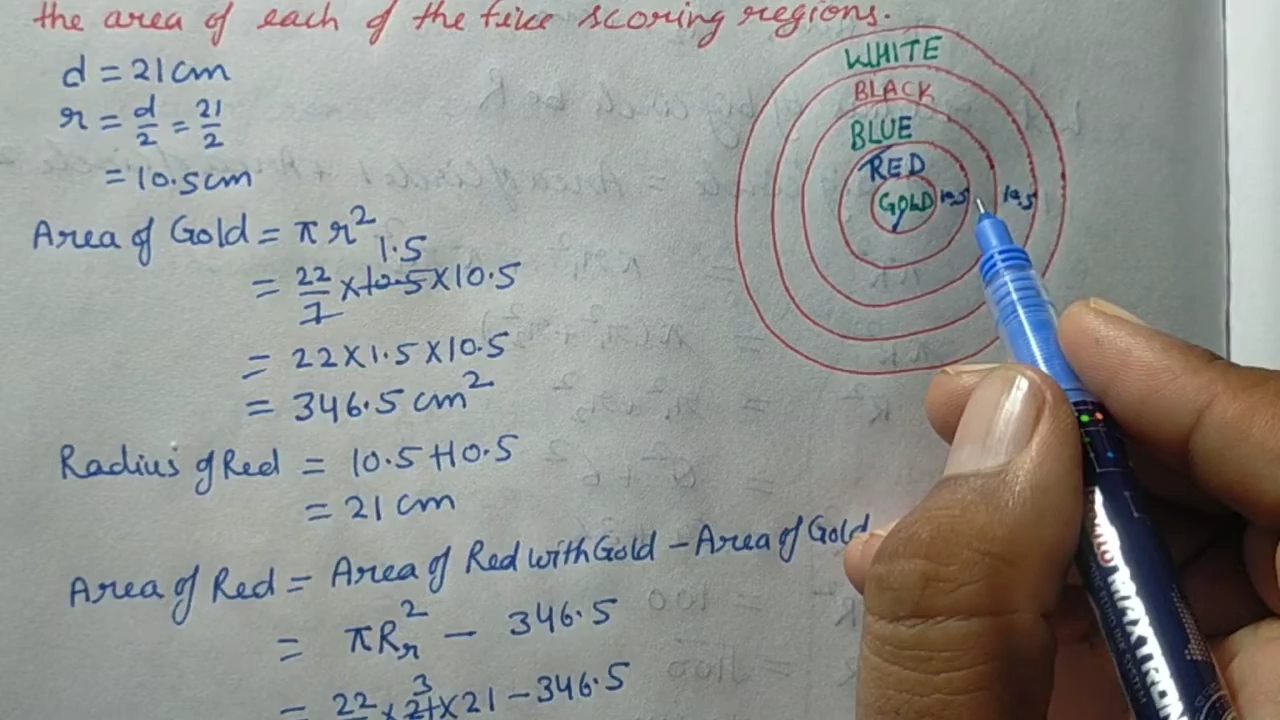 the area of each of the five scoring regions.
d = 21cm
r = d/2 = 21/2
= 10.5cm
Area of Gold = πr²
1.5
= 22/7 × 10.5 × 10.5
= 22×1.5×10.5
= 346.5 cm²
Radius of Red = 10.5+10.5
= 21 cm
Area of Red = Area of Red with Gold - Area of Gold
= πRr² - 346.5
3
= 22 × 21 × 21 - 346.5
WHITE
BLACK
BLUE
RED
GOLD 10.5 10.5
MAXTRON